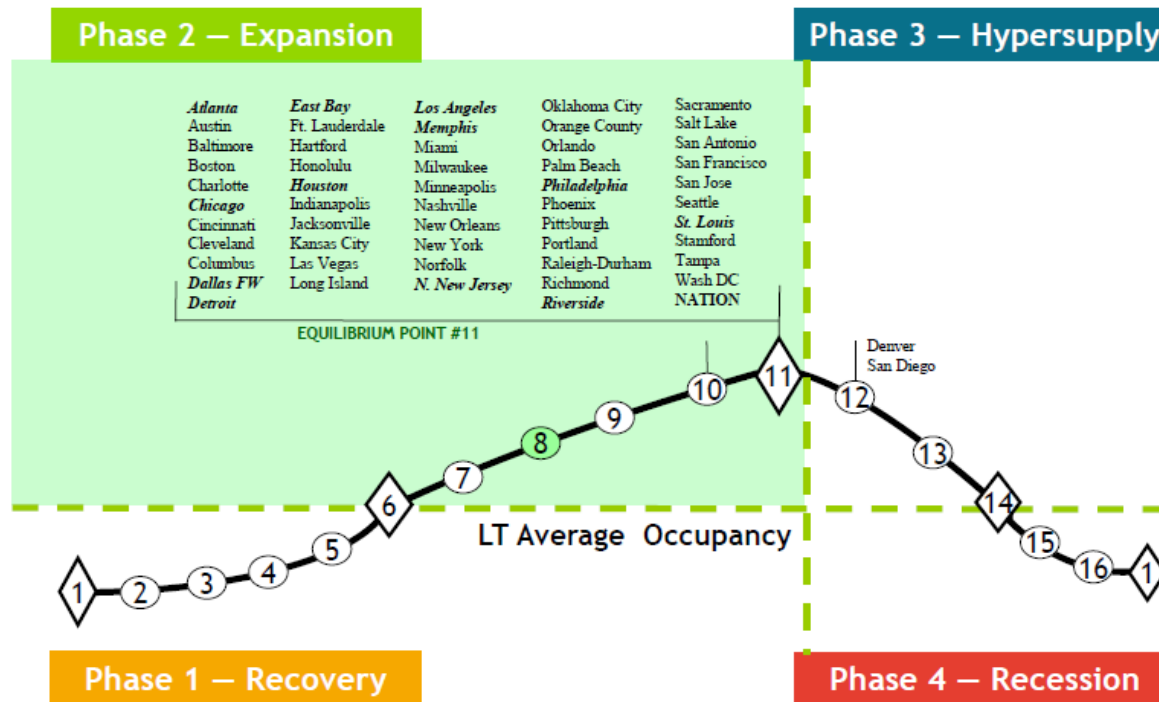 Phase 2 — Expansion
Phase 3 — Hypersupply
Atlanta
Austin
Baltimore
Boston
Charlotte
Chicago
Cincinnati
Cleveland
Columbus
Dallas FW
Detroit
East Bay
Ft. Lauderdale
Hartford
Honolulu
Houston
Indianapolis
Jacksonville
Kansas City
Las Vegas
Long Island
Los Angeles
Memphis
Miami
Milwaukee
Minneapolis
Nashville
New Orleans
New York
Norfolk
N. New Jersey
Oklahoma City
Orange County
Orlando
Palm Beach
Philadelphia
Phoenix
Pittsburgh
Portland
Raleigh-Durham
Richmond
Riverside
Sacramento
Salt Lake
San Antonio
San Francisco
San Jose
Seattle
St. Louis
Stamford
Tampa
Wash DC
NATION
EQUILIBRIUM POINT #11
Denver
San Diego
1
2
3
4
5
6
7
8
9
10
11
12
13
14
15
16
1
LT Average Occupancy
Phase 1 — Recovery
Phase 4 — Recession